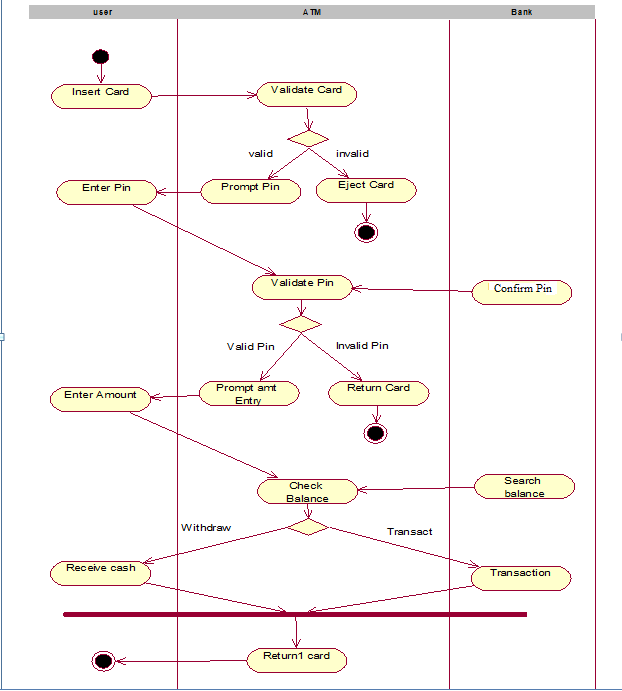 user
ATM
Bank
Insert Card
Validate Card
valid
invalid
Enter Pin
Prompt Pin
Eject Card
Validate Pin
Confirm Pin
Valid Pin
Invalid Pin
Enter Amount
Prompt amt
Entry
Return Card
Check
Balance
Search
balance
Withdraw
Transact
Receive cash
Transaction
Return1 card